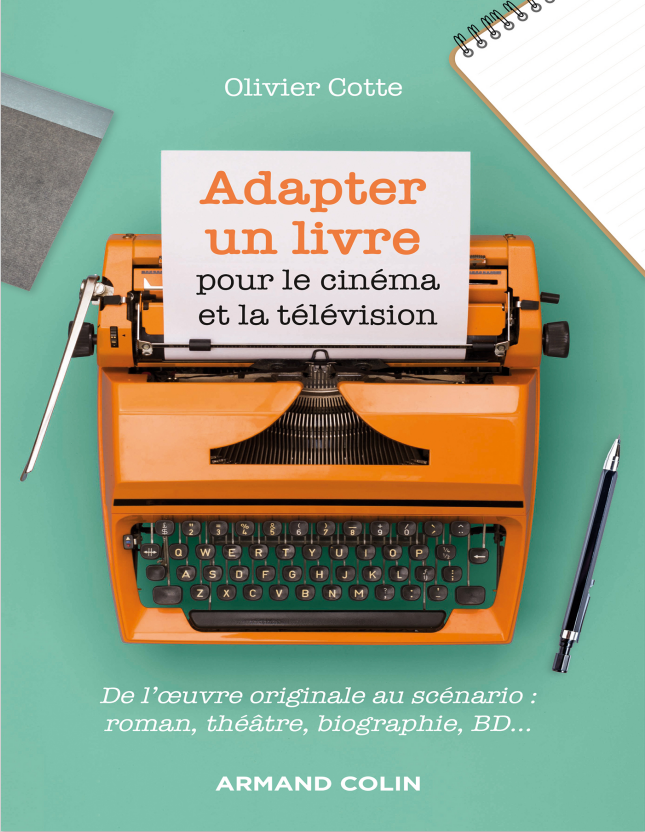 Olivier Cotte
Adapter
un livre
pour le cinéma
et la télévision
Q W E R T Y U I O P
A S D F G H J K L
Z X C V B N M
De l'œuvre originale au scénario :
roman, théâtre, biographie, BD...
ARMAND COLIN